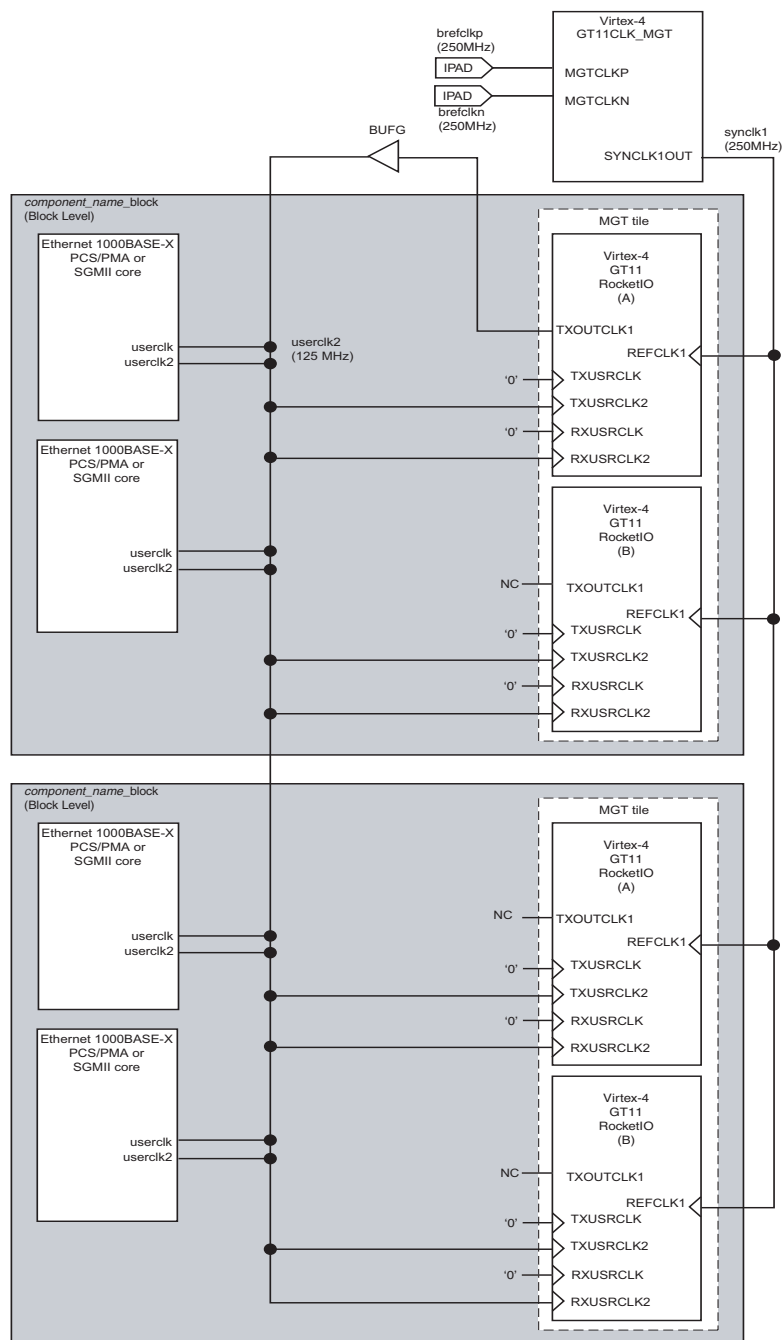 Virtex-4
GT11CLK_MGT
brefclkp
(250MHz)
IPAD
MGTCLKP
IPAD
MGTCLKN
brefclkn
(250MHz)
BUFG
synclk1
(250MHz)
SYNCLK1OUT
component_name_block
(Block Level)
MGT tile
Ethernet 1000BASE-X
PCS/PMA or
SGMII core
userclk
userclk2
userclk2
(125 MHz)
Virtex-4
GT11
RocketIO
(A)
TXOUTCLK1
REFCLK1
'0'
TXUSRCLK
TXUSRCLK2
'0'
RXUSRCLK
RXUSRCLK2
Ethernet 1000BASE-X
PCS/PMA or
SGMII core
userclk
userclk2
Virtex-4
GT11
RocketIO
(B)
NC
TXOUTCLK1
REFCLK1
'0'
TXUSRCLK
TXUSRCLK2
'0'
RXUSRCLK
RXUSRCLK2
component_name_block
(Block Level)
MGT tile
Ethernet 1000BASE-X
PCS/PMA or
SGMII core
userclk
userclk2
Virtex-4
GT11
RocketIO
(A)
NC
TXOUTCLK1
REFCLK1
'0'
TXUSRCLK
TXUSRCLK2
'0'
RXUSRCLK
RXUSRCLK2
Ethernet 1000BASE-X
PCS/PMA or
SGMII core
userclk
userclk2
Virtex-4
GT11
RocketIO
(B)
NC
TXOUTCLK1
REFCLK1
'0'
TXUSRCLK
TXUSRCLK2
'0'
RXUSRCLK
RXUSRCLK2